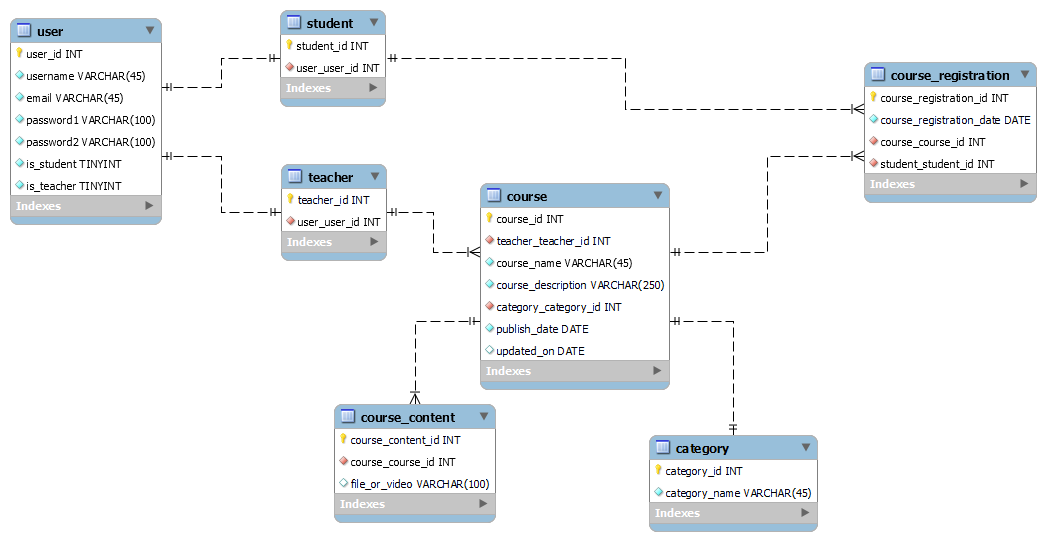 user
user_id INT
username VARCHAR(45)
email VARCHAR(45)
password1 VARCHAR(100)
password2 VARCHAR(100)
is_student TINYINT
is_teacher TINYINT
Indexes
student
student_id INT
user_user_id INT
Indexes
teacher
teacher_id INT
user_user_id INT
Indexes
course
course_id INT
teacher_teacher_id INT
course_name VARCHAR(45)
course_description VARCHAR(250)
category_category_id INT
publish_date DATE
updated_on DATE
Indexes
course_registration
course_registration_id INT
course_registration_date DATE
course_course_id INT
student_student_id INT
Indexes
course_content
course_content_id INT
course_course_id INT
file_or_video VARCHAR(100)
Indexes
category
category_id INT
category_name VARCHAR(45)
Indexes